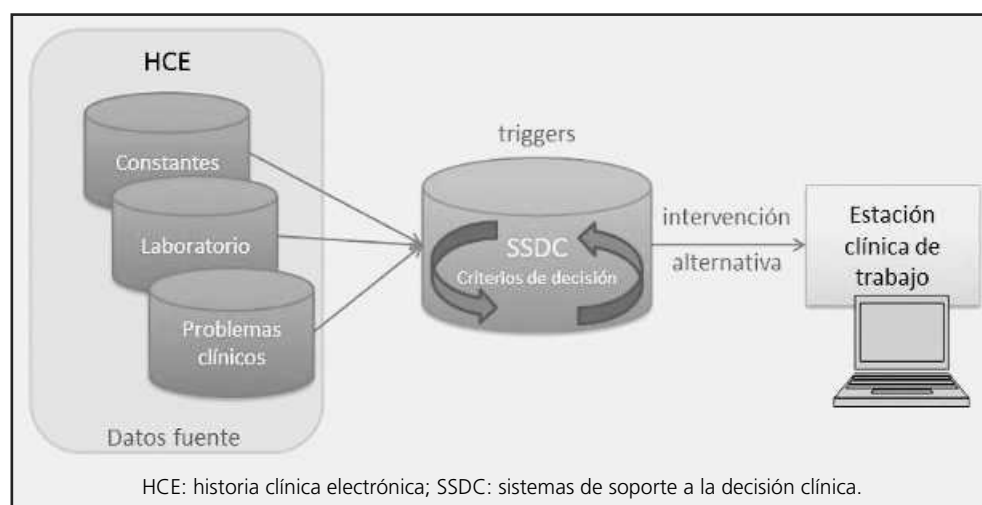 HCE
Constantes
Laboratorio
Problemas
clínicos
Datos fuente
triggers
SSDC
Criterios de decisión
intervención
alternativa
Estación
clínica de
trabajo
HCE: historia clínica electrónica; SSDC: sistemas de soporte a la decisión clínica.